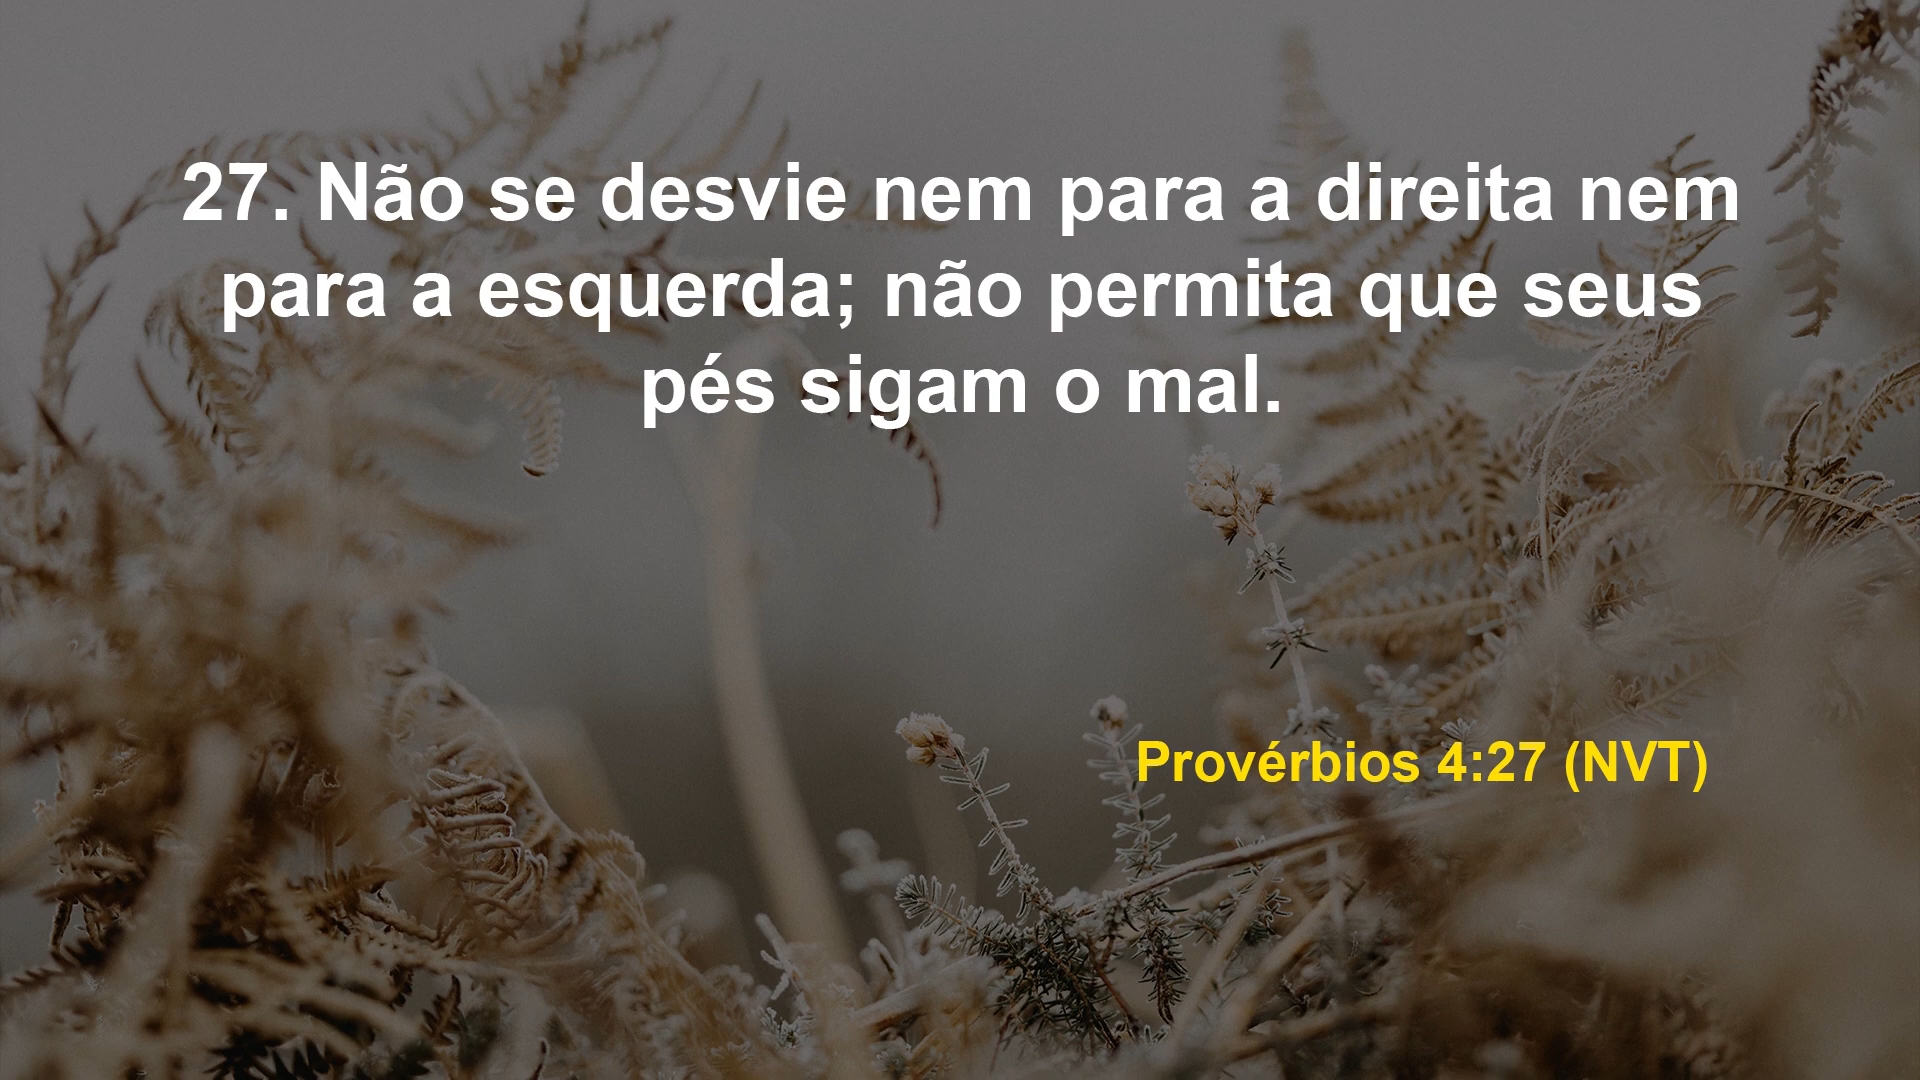 27. Não se desvie nem para a direita nem
para a esquerda; não permita que seus
pés sigam o mal.
Provérbios 4:27 (NVT)